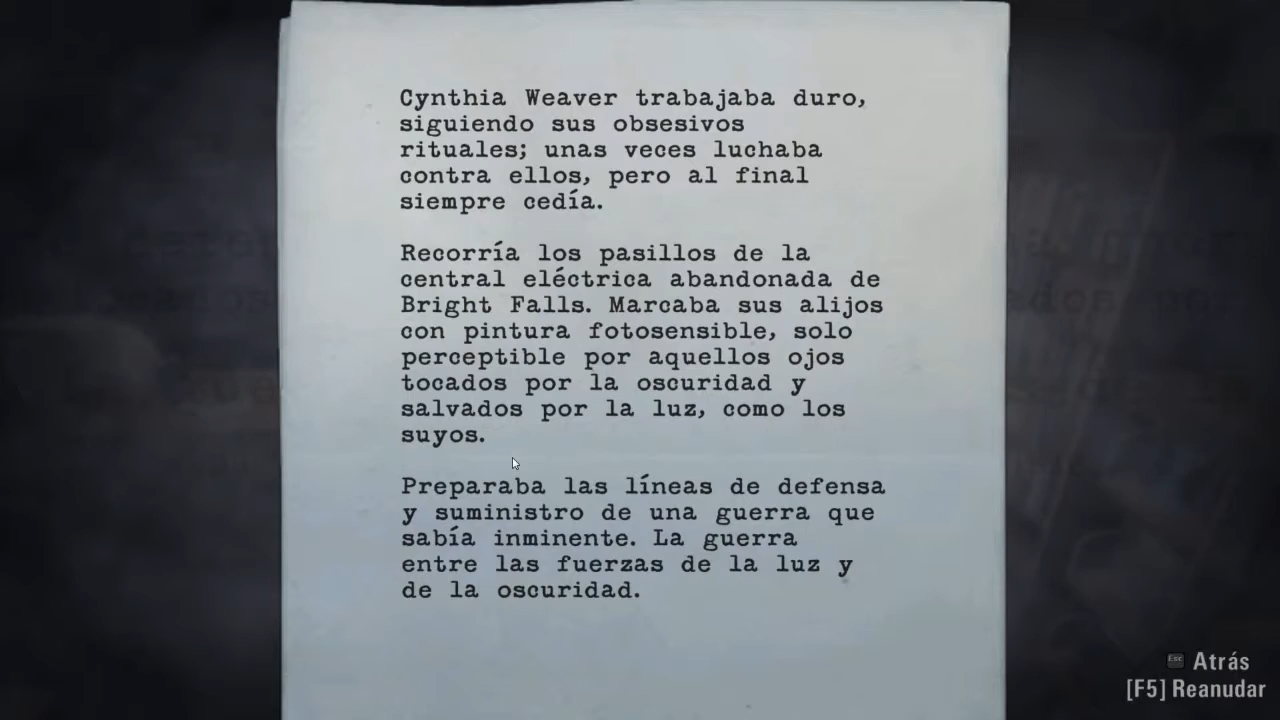 Cynthia Weaver trabajaba duro,
siguiendo sus obsesivos
rituales; unas veces luchaba
contra ellos, pero al final
siempre cedía.
Recorría los pasillos de la
central eléctrica abandonada de
Bright Falls. Marcaba sus alijos
con pintura fotosensible, solo
perceptible por aquellos ojos
tocados por la oscuridad y
salvados por la luz, como los
suyos.
Preparaba las líneas de defensa
y suministro de una guerra que
sabía inminente. La guerra
entre las fuerzas de la luz y
de la oscuridad.
Esc Atrás
[F5] Reanudar